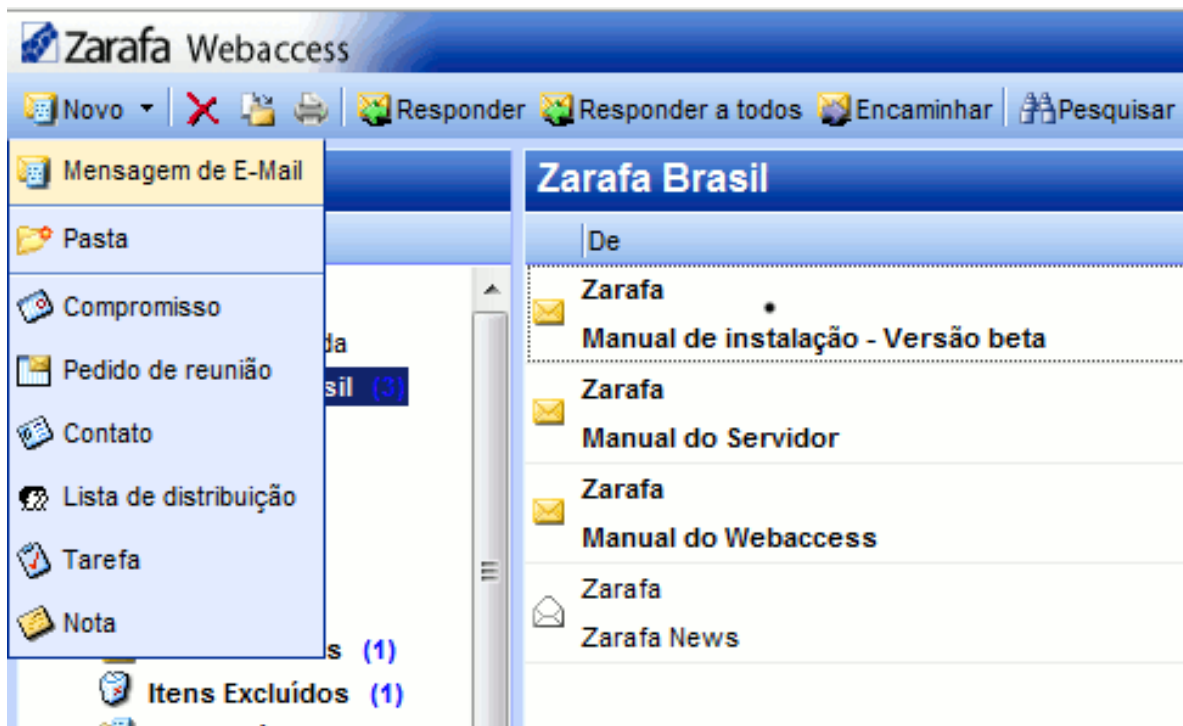 Zarafa Webaccess
Novo Responder Responder a todos Encaminhar Pesquisar
Mensagem de E-Mail
Pasta
Compromisso
Pedido de reunião
Contato
Lista de distribuição
Tarefa
Nota
da
sil (3)
s (1)
Itens Excluídos (1)
Zarafa Brasil
De
Zarafa
Manual de instalação - Versão beta
Zarafa
Manual do Servidor
Zarafa
Manual do Webaccess
Zarafa
Zarafa News